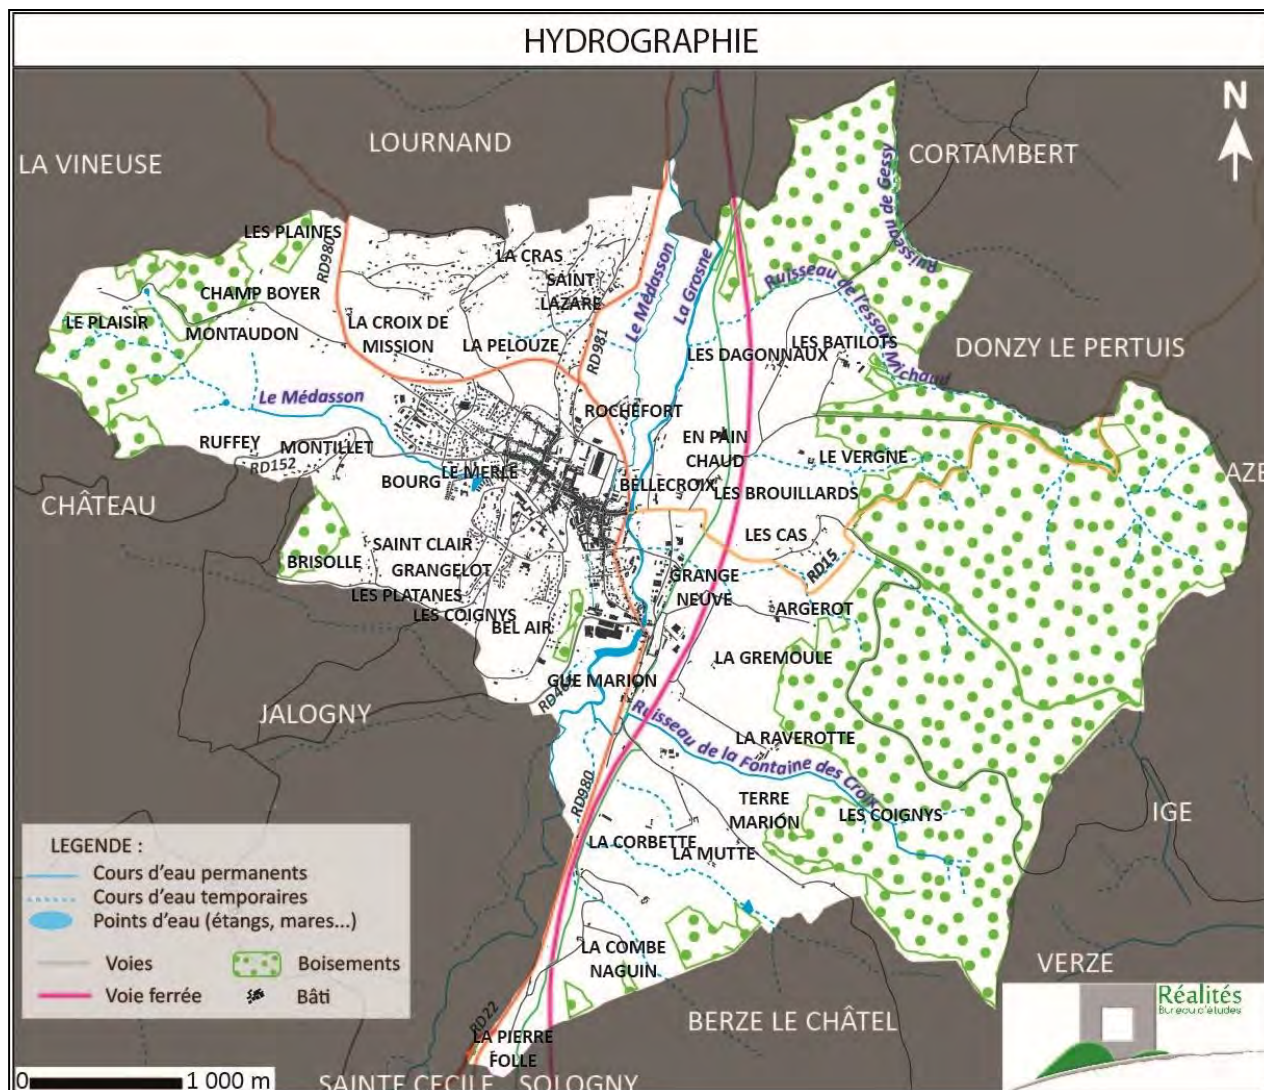 HYDROGRAPHIE
N
LOURNAND
LA VINEUSE
CORTAMBERT
Ruisseau de Gessy
LES PLAINES
RD980
LA CRAS
SAINT
LAZARE
Le Médasson
La Grosne
Ruisseau de l'essard Michaud
CHAMP BOYER
LE PLAISIR
MONTAUDON
LA CROIX DE
MISSION
LA PELOUZE
RD981
LES DAGONNAUX
LES BATILOTS
DONZY LE PERTUIS
Le Médasson
ROCHEFORT
RUFFEY
MONTILLET
RD152
EN PAIN
CHAUD
LE VERGNE
AZE
BOURG
LE MERLE
BELLECROIX
LES BROUILLARDS
CHÂTEAU
LES CAS
SAINT CLAIR
BRISOLLE
GRANGELOT
RD15
GRANGE
NEUVE
LES PLATANES
LES COIGNYS
ARGEROT
BEL AIR
LA GREMOULE
GUE MARION
JALOGNY
Ruisseau de la Fontaine des Croix
LA RAVEROTTE
RD980
TERRE
MARION
LES COIGNYS
IGE
LA CORBETTE
LA MUTTE
LEGENDE :
Cours d'eau permanents
Cours d'eau temporaires
Points d'eau (étangs, mares...)
Voies
Boisements
Voie ferrée
Bâti
LA COMBE
NAGUIN
VERZE
Réalités
Bureau d'études
RD22
BERZE LE CHÂTEL
LA PIERRE
FOLLE
0
1 000 m
SAINTE CECILE
SOLOGNY